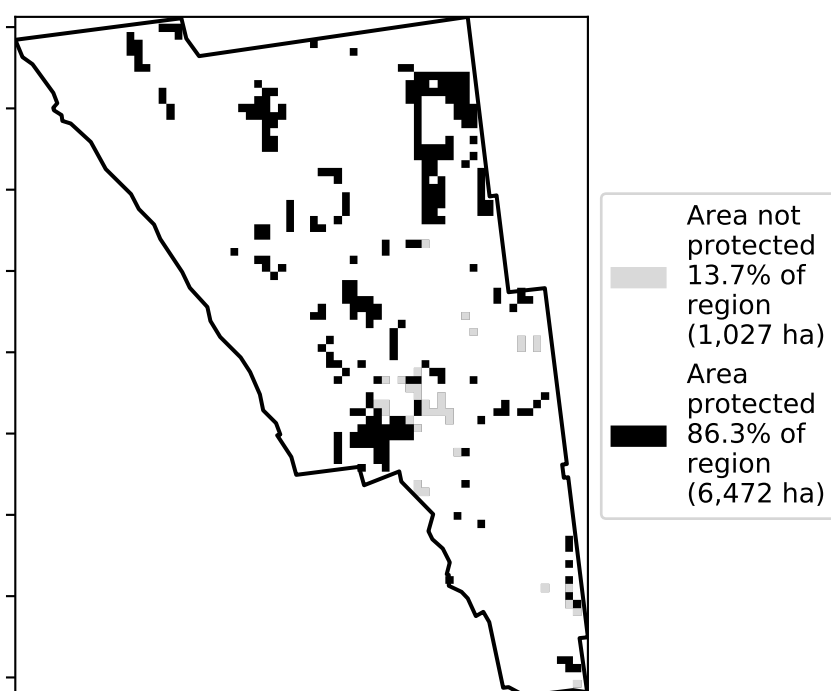 Area not
protected
13.7% of
region
(1,027 ha)
Area
protected
86.3% of
region
(6,472 ha)